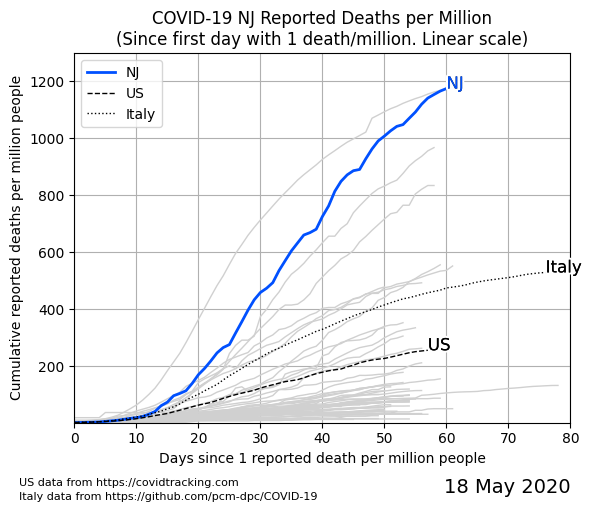 COVID-19 NJ Reported Deaths per Million
(Since first day with 1 death/million. Linear scale)
Cumulative reported deaths per million people
1200
1000
800
600
400
200
NJ
US
Italy
NJ
Italy
US
0 10 20 30 40 50 60 70 80
Days since 1 reported death per million people
US data from https://covidtracking.com
Italy data from https://github.com/pcm-dpc/COVID-19
18 May 2020